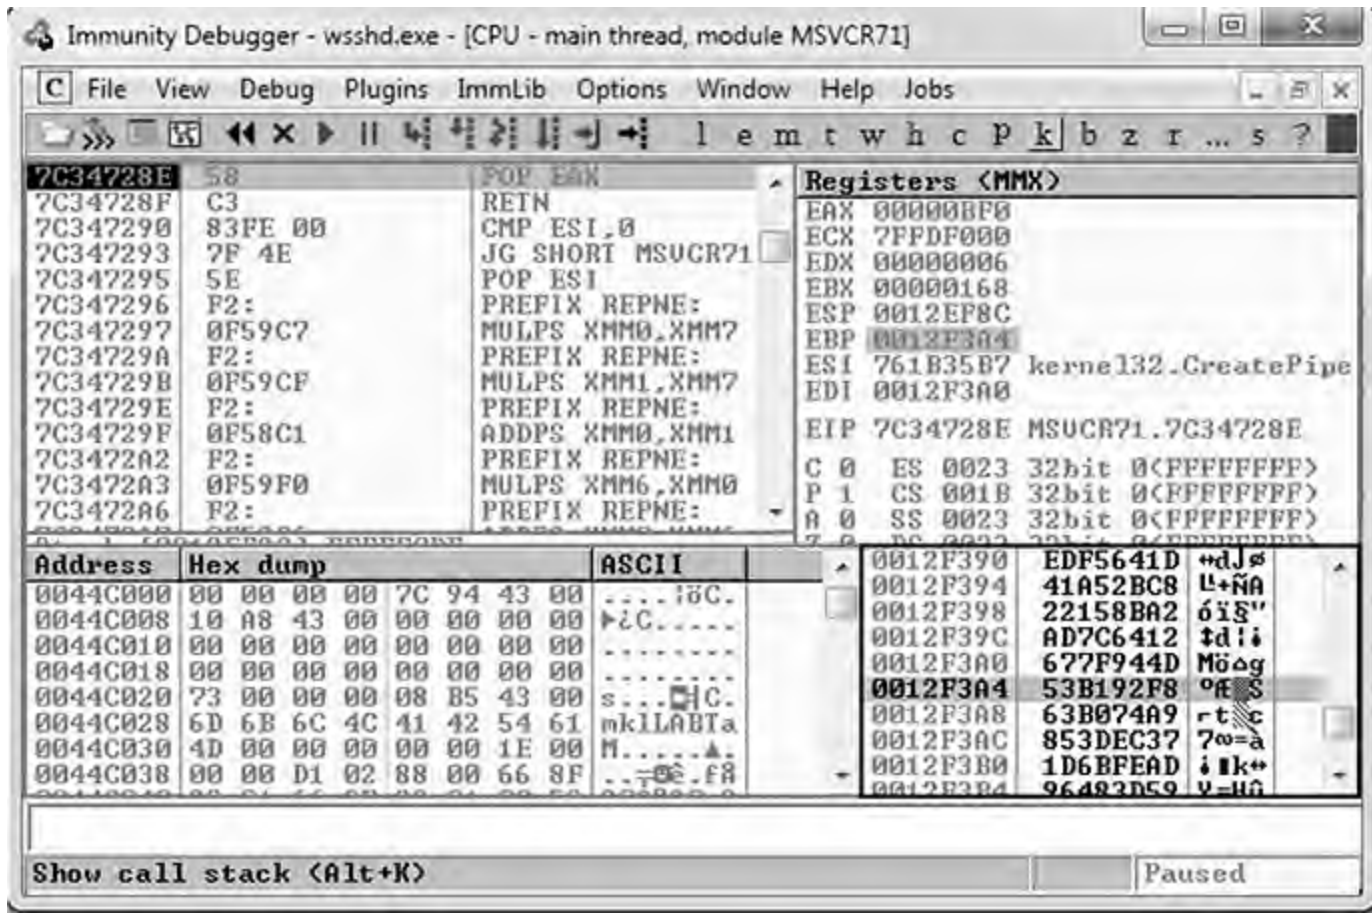 Immunity Debugger - wsshd.exe - [CPU - main thread, module MSVCR71]
C File View Debug Plugins ImmLib Options Window Help Jobs
l e m t w h c P k b z r ... s ?
7C34728E 58 POP EAX
7C34728F C3 RETN
7C347290 83FE 00 CMP ESI,0
7C347293 7F 4E JG SHORT MSVCR71
7C347295 5E POP ESI
7C347296 F2: PREFIX REPNE:
7C347297 0F59C7 MULPS XMM0,XMM7
7C34729A F2: PREFIX REPNE:
7C34729B 0F59CF MULPS XMM1,XMM7
7C34729E F2: PREFIX REPNE:
7C34729F 0F58C1 ADDPS XMM0,XMM1
7C3472A2 F2: PREFIX REPNE:
7C3472A3 0F59F0 MULPS XMM6,XMM0
7C3472A6 F2: PREFIX REPNE:
Registers (MMX)
EAX 00000BF0
ECX 7FFDF000
EDX 00000006
EBX 00000168
ESP 0012EF8C
EBP 0012F3A4
ESI 761B35B7 kernel32.CreatePipe
EDI 0012F3A0
EIP 7C34728E MSVCR71.7C34728E
C 0 ES 0023 32bit 0(FFFFFFFF)
P 1 CS 001B 32bit 0(FFFFFFFF)
A 0 SS 0023 32bit 0(FFFFFFFF)
Address Hex dump ASCII
0044C000 00 00 00 00 7C 94 43 00 ....¦öC.
0044C008 10 A8 43 00 00 00 00 00 ►¿C.....
0044C010 00 00 00 00 00 00 00 00 ........
0044C018 00 00 00 00 00 00 00 00 ........
0044C020 73 00 00 00 08 B5 43 00 s...◘╡C.
0044C028 6D 6B 6C 4C 41 42 54 61 mklLABTa
0044C030 4D 00 00 00 00 00 1E 00 M.....▲.
0044C038 00 00 D1 02 88 00 66 8F ..╤☻ê.fÅ
0012F390 EDF5641D ↔dJø
0012F394 41A52BC8 ╚+ÑA
0012F398 22158BA2 óï§"
0012F39C AD7C6412 ↕d¦¡
0012F3A0 677F944D Mö⌂g
0012F3A4 53B192F8 °Æ▒S
0012F3A8 63B074A9 ⌐t░c
0012F3AC 853DEC37 7∞=à
0012F3B0 1D6BFEAD ¡■k↔
0012F3B4 96483D59 Y=Hû
Show call stack (Alt+K)
Paused